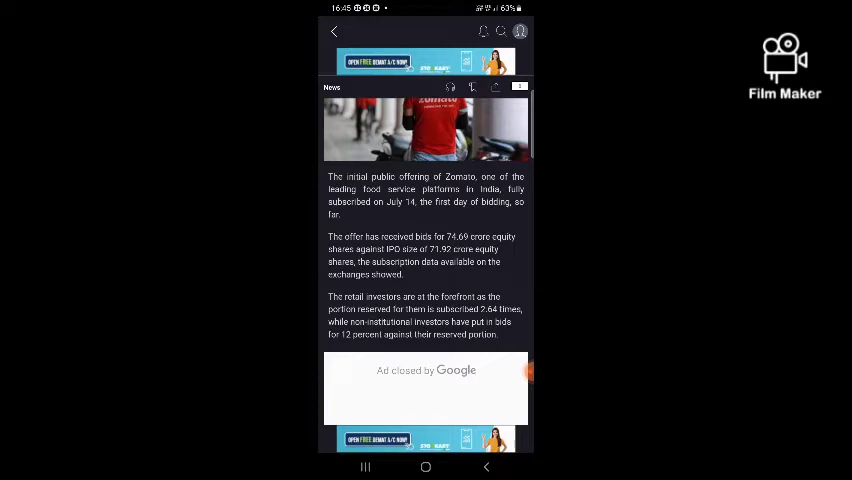 16:45
63%
OPEN FREE DEMAT A/C NOW!
News
zomato
The initial public offering of Zomato, one of the
leading food service platforms in India, fully
subscribed on July 14, the first day of bidding, so
far.
The offer has received bids for 74.69 crore equity
shares against IPO size of 71.92 crore equity
shares, the subscription data available on the
exchanges showed.
The retail investors are at the forefront as the
portion reserved for them is subscribed 2.64 times,
while non-institutional investors have put in bids
for 12 percent against their reserved portion.
Ad closed by Google
OPEN FREE DEMAT A/C NOW!
Film Maker